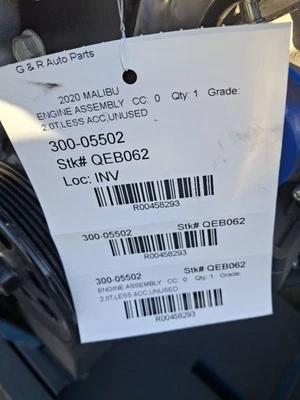 G & R Auto Parts
2020 MALIBU
ENGINE ASSEMBLY CC: 0 Qty: 1 Grade:
2.0T,LESS ACC,UNUSED
300-05502
Stk# QEB062
Loc: INV
R00458293
300-05502 Stk# QEB062
R00458293
300-05502 Stk# QEB062
ENGINE ASSEMBLY CC: 0 Qty: 1 Grade:
2.0T,LESS ACC,UNUSED
R00458293